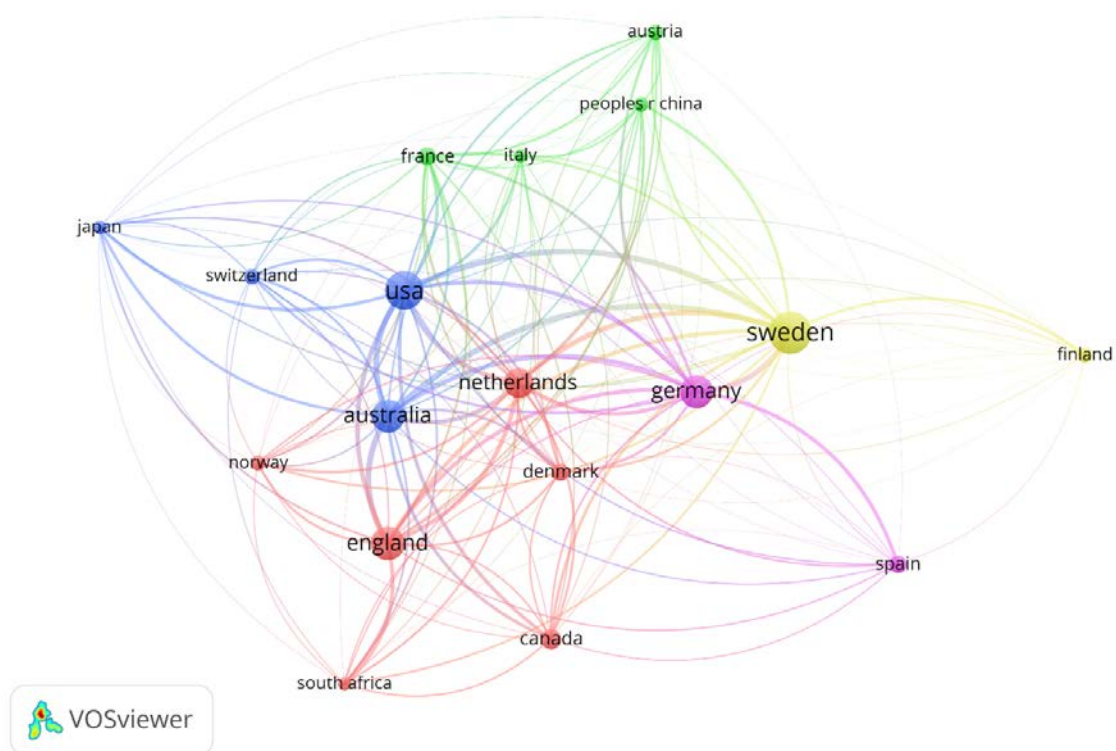 austria
peoples r china
france
italy
japan
switzerland
usa
sweden
finland
netherlands
germany
australia
norway
denmark
england
spain
canada
south africa
VOSviewer